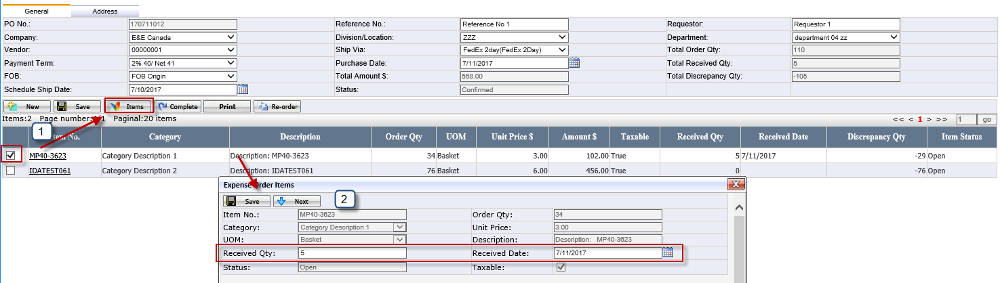 General Address
PO No.: 170711012 Reference No.: Reference No 1 Requestor: Requestor 1
Company: E&E Canada Division/Location: ZZZ Department: department 04 zz
Vendor: 00000001 Ship Via: FedEx 2day(FedEx 2Day) Total Order Qty: 110
Payment Term: 2% 40/ Net 41 Purchase Date: 7/11/2017 Total Received Qty: 5
FOB: FOB Origin Total Amount $: 558.00 Total Discrepancy Qty: -105
Schedule Ship Date: 7/10/2017 Status: Confirmed
New Save Items Complete Print Re-order
Items:2 Page number: /1 Paginal:20 items << < 1 > >> 1 go
1
No. Category Description Order Qty UOM Unit Price $ Amount $ Taxable Received Qty Received Date Discrepancy Qty Item Status
MP40-3623 Category Description 1 Description: MP40-3623 34 Basket 3.00 102.00 True 5 7/11/2017 -29 Open
IDATEST061 Category Description 2 Description: IDATEST061 76 Basket 6.00 456.00 True 0 -76 Open
Expense Order Items
Save Next 2
Item No.: MP40-3623 Order Qty: 34
Category: Category Description 1 Unit Price: 3.00
UOM: Basket Description: Description: MP40-3623
Received Qty: 5 Received Date: 7/11/2017
Status: Open Taxable: